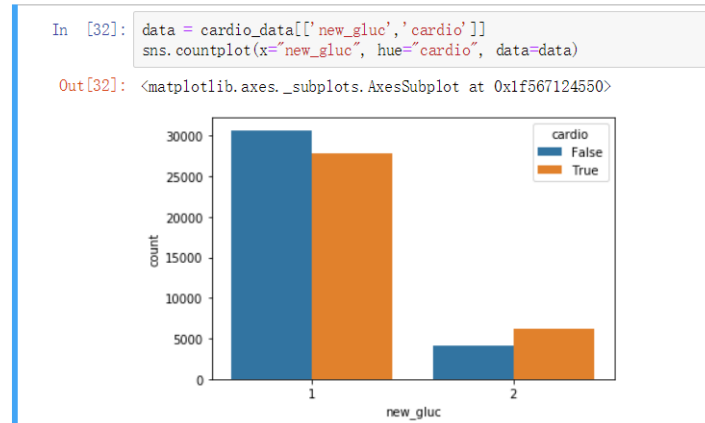 In [32]: data = cardio_data[['new_gluc','cardio']]
sns.countplot(x="new_gluc", hue="cardio", data=data)
Out[32]: <matplotlib.axes._subplots.AxesSubplot at 0x1f567124550>
cardio
False
True
30000
25000
20000
15000
10000
5000
0
count
1 2
new_gluc